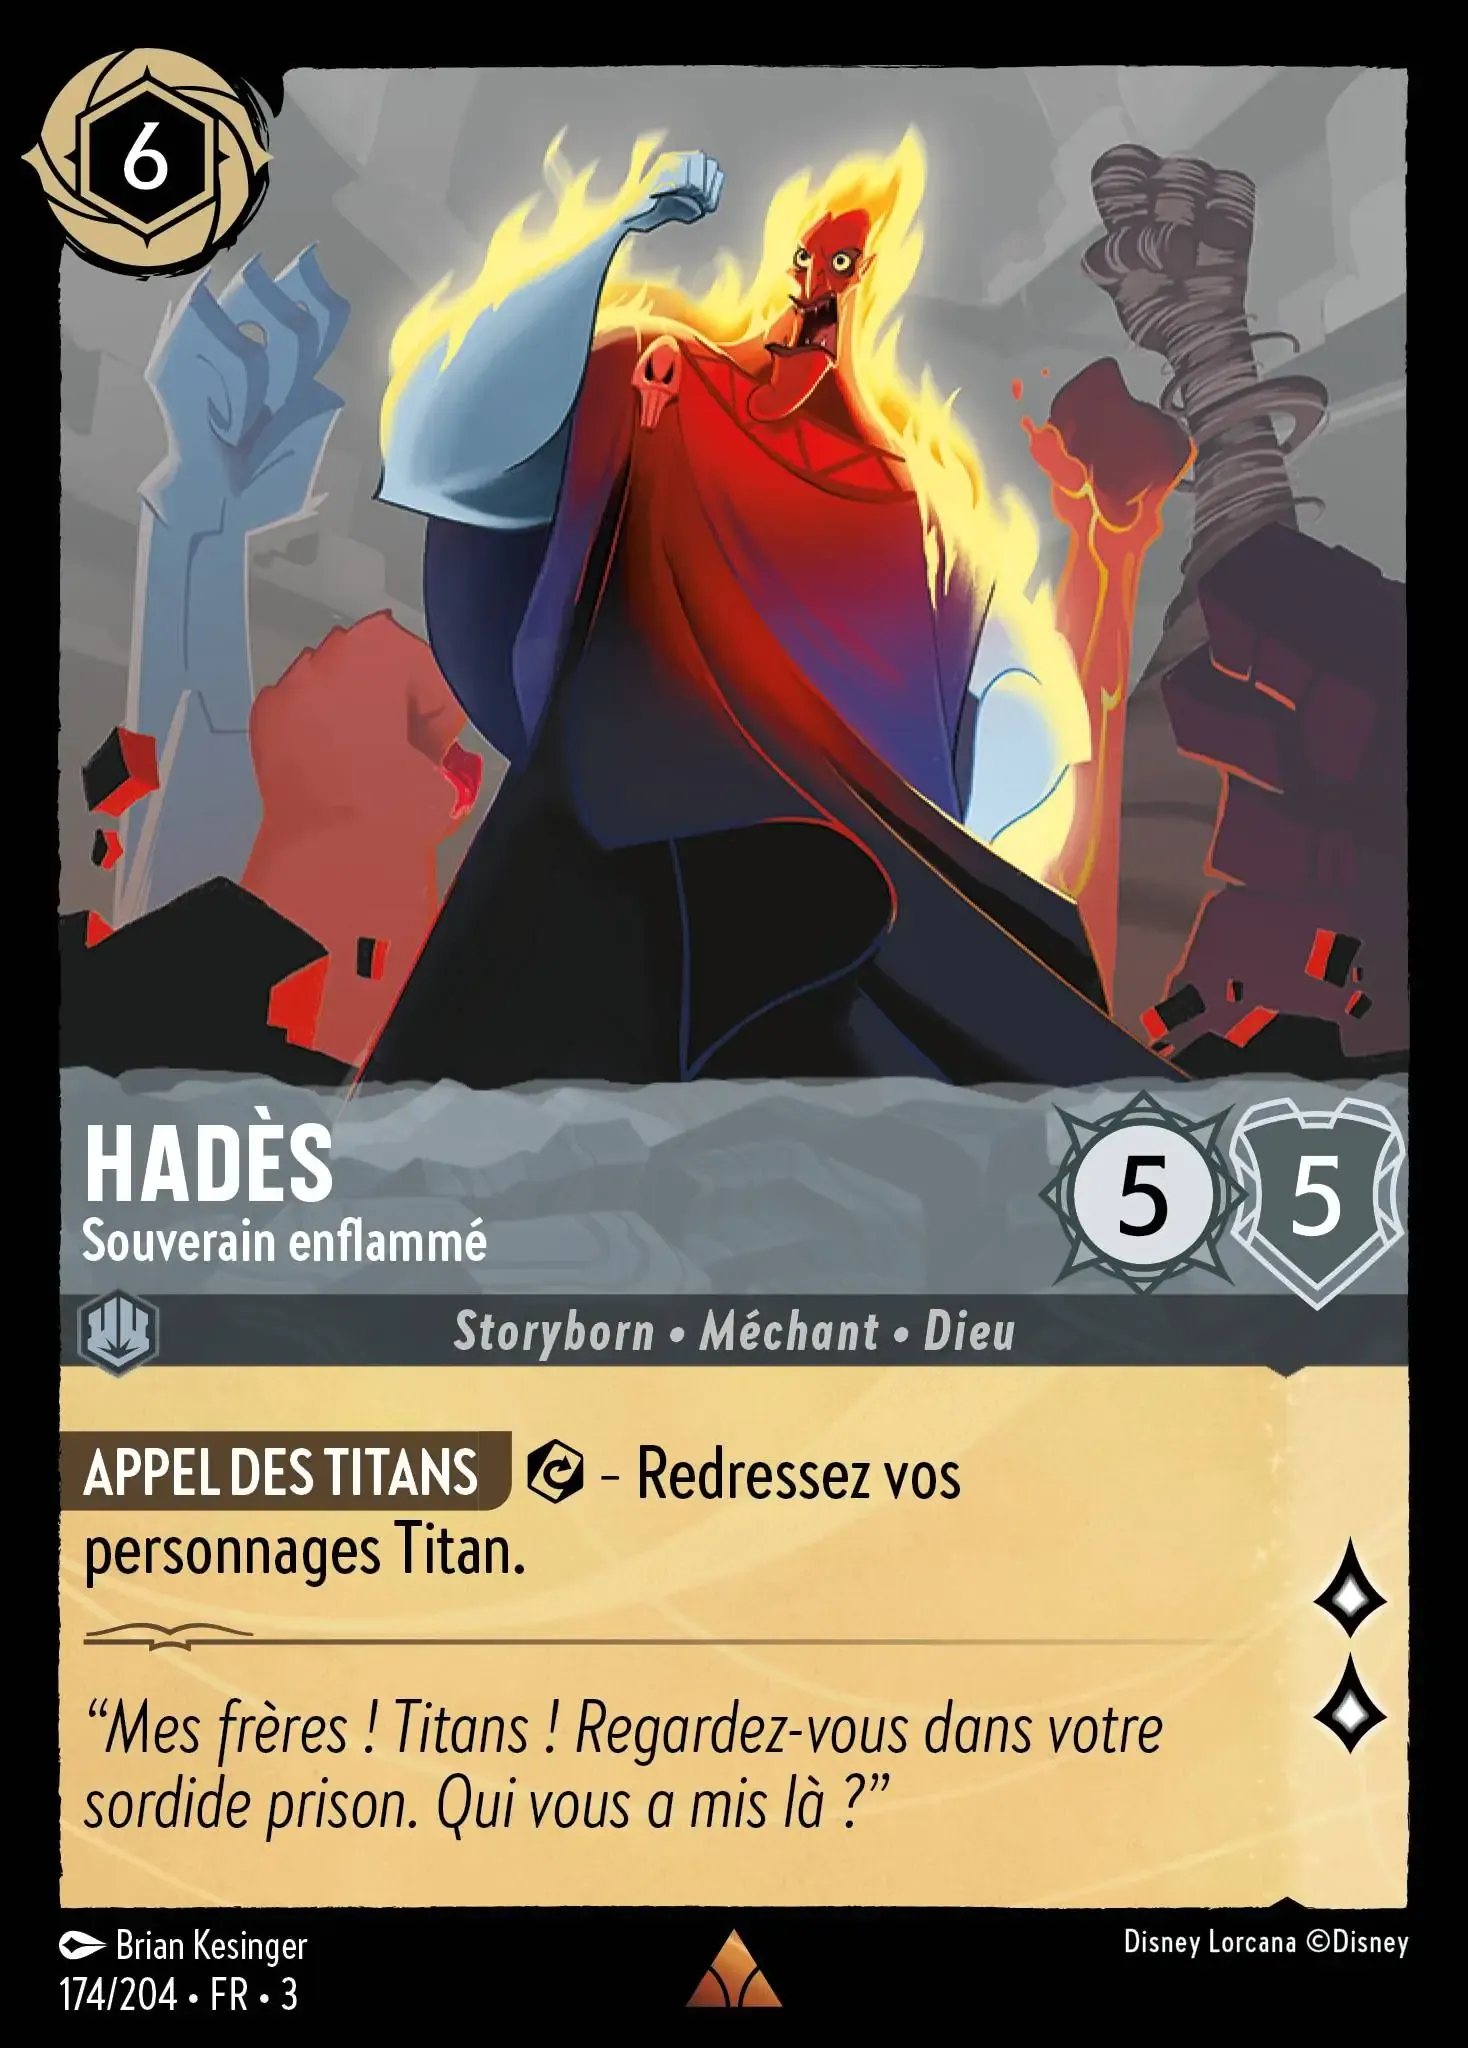 6
HADÈS
Souverain enflammé
5 5
Storyborn • Méchant • Dieu
APPEL DES TITANS – Redressez vos
personnages Titan.
“Mes frères ! Titans ! Regardez-vous dans votre
sordide prison. Qui vous a mis là ?”
Brian Kesinger
174/204 • FR • 3
Disney Lorcana ©Disney